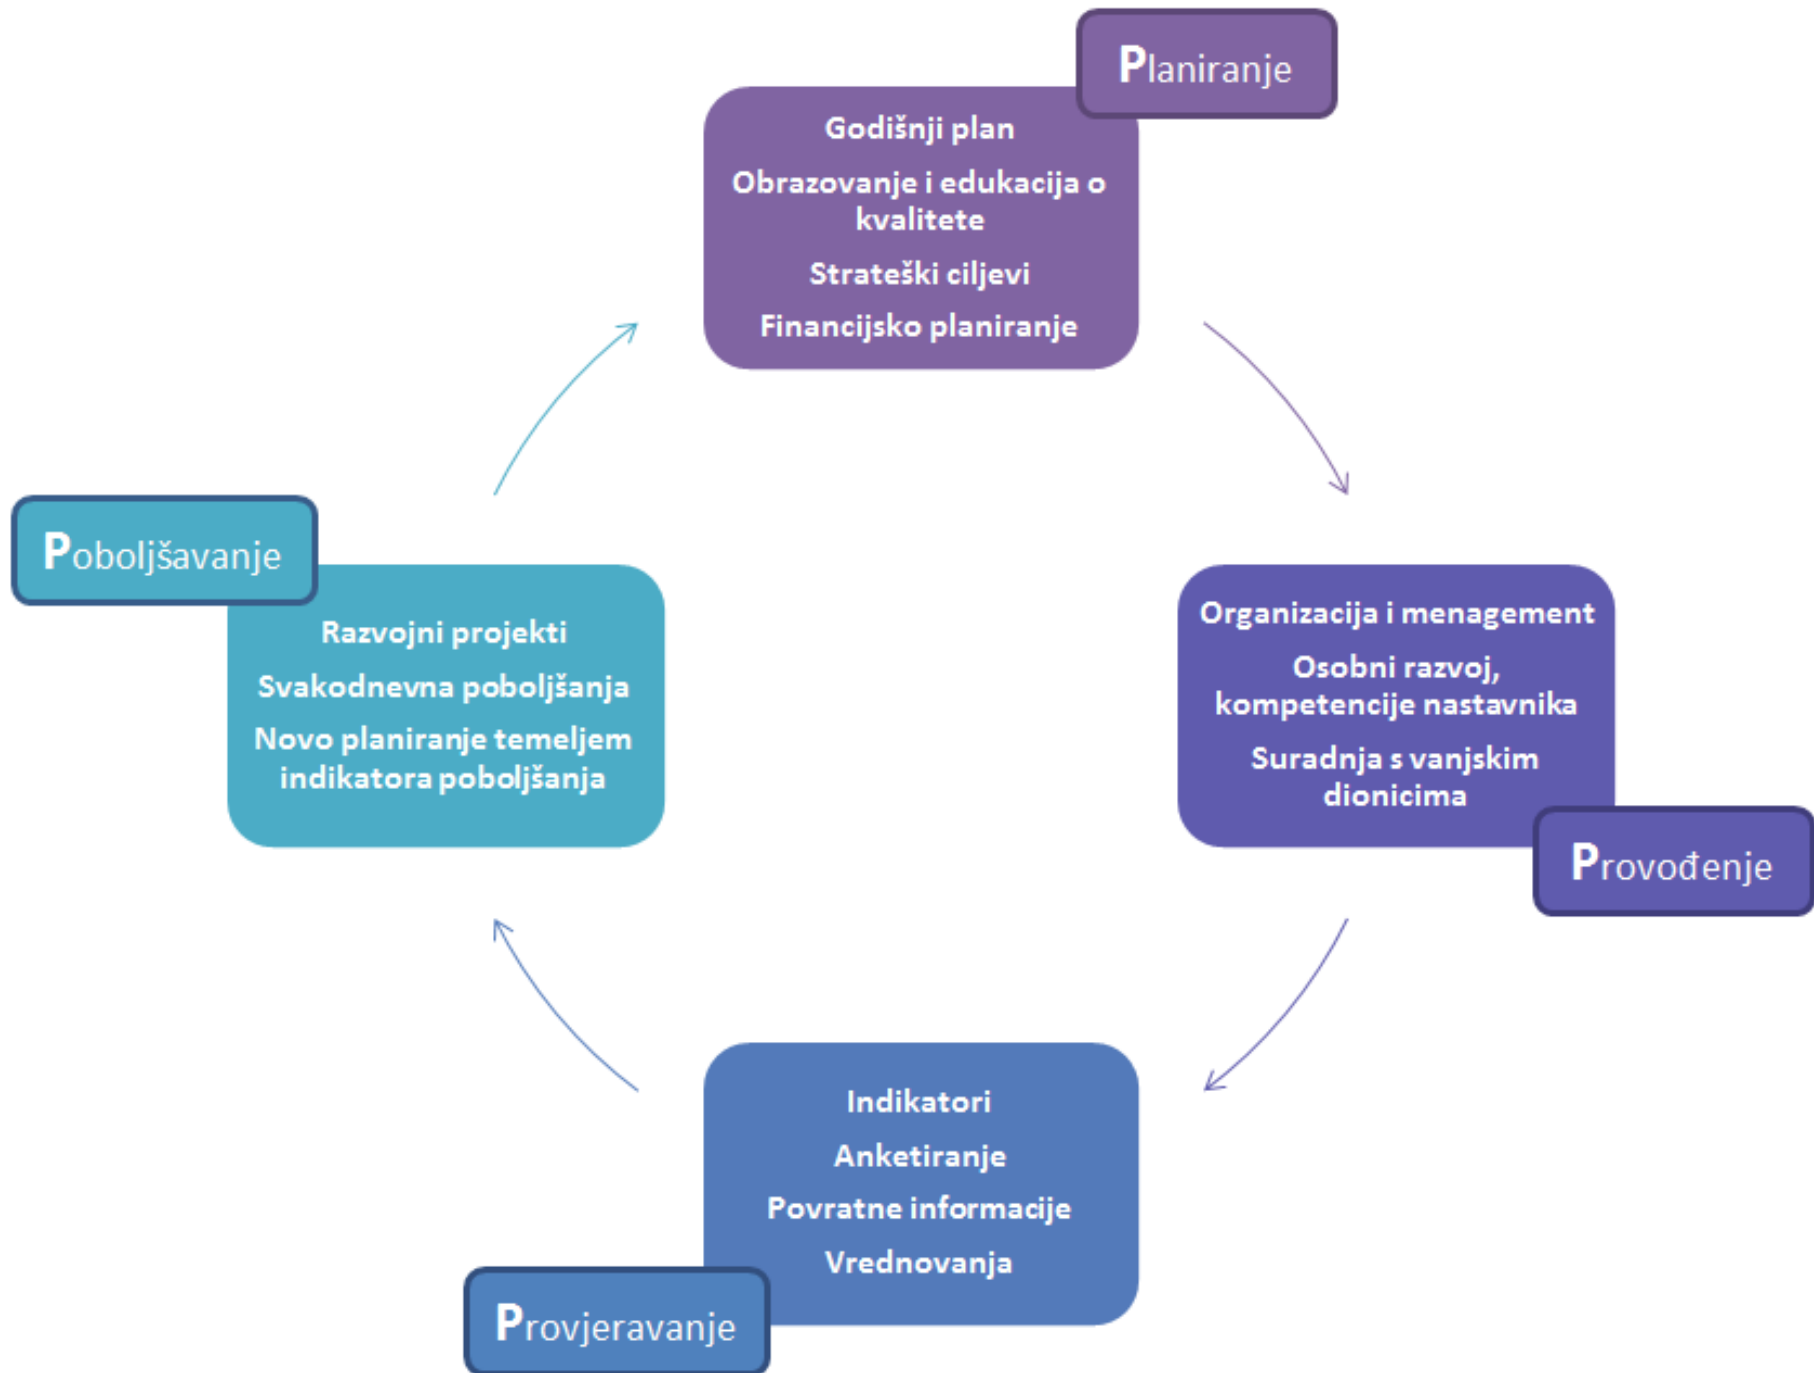 Planiranje
Godišnji plan
Obrazovanje i edukacija o
kvalitete
Strateški ciljevi
Financijsko planiranje
Organizacija i menagement
Osobni razvoj,
kompetencije nastavnika
Suradnja s vanjskim
dionicima
Provođenje
Indikatori
Anketiranje
Povratne informacije
Vrednovanja
Provjeravanje
Poboljšavanje
Razvojni projekti
Svakodnevna poboljšanja
Novo planiranje temeljem
indikatora poboljšanja